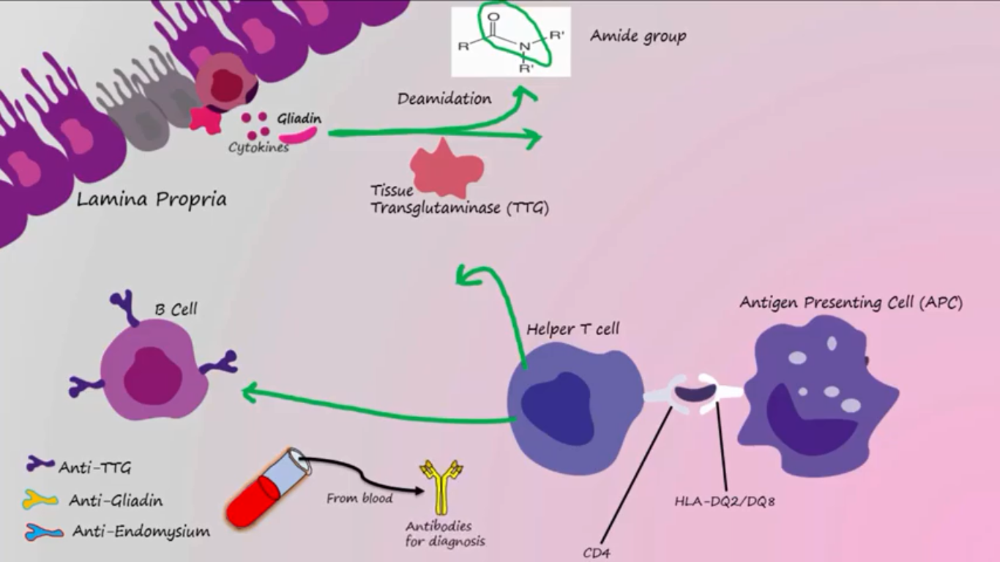 O
R
N
R'
R'
Amide group
Deamidation
Gliadin
Cytokines
Tissue
Transglutaminase (TTG)
Lamina Propria
B Cell
Helper T cell
Antigen Presenting Cell (APC)
Anti-TTG
Anti-Gliadin
Anti-Endomysium
From blood
Antibodies
for diagnosis
HLA-DQ2/DQ8
CD4